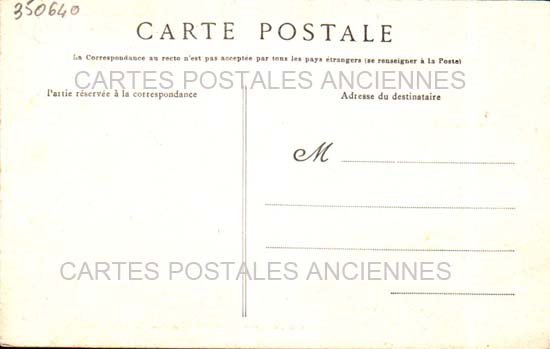 350640
CARTE POSTALE
La Correspondance au recto n'est pas acceptée par tous les pays étrangers (se renseigner à la Poste)
CARTES POSTALES ANCIENNES
Partie réservée à la correspondance
Adresse du destinataire
M
CARTES POSTALES ANCIENNES